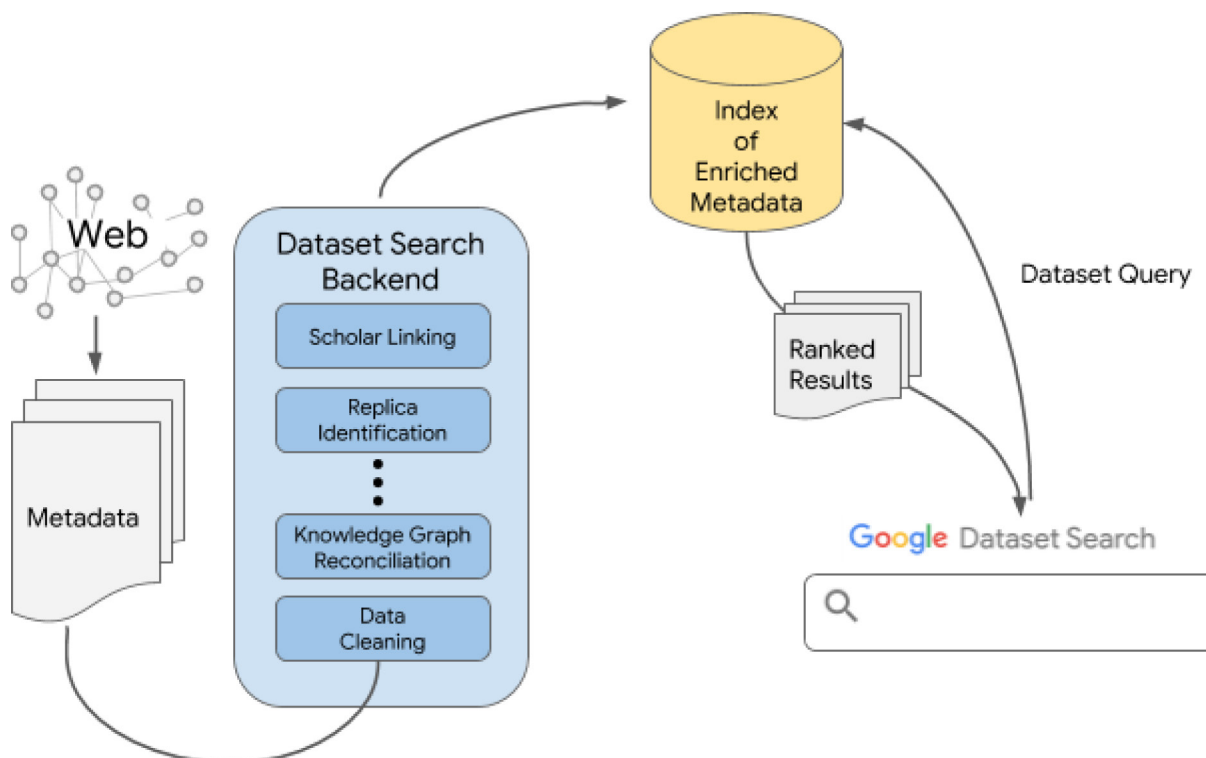 Web
Metadata
Dataset Search
Backend
Scholar Linking
Replica
Identification
Knowledge Graph
Reconciliation
Data
Cleaning
Index
of
Enriched
Metadata
Ranked
Results
Dataset Query
Google Dataset Search